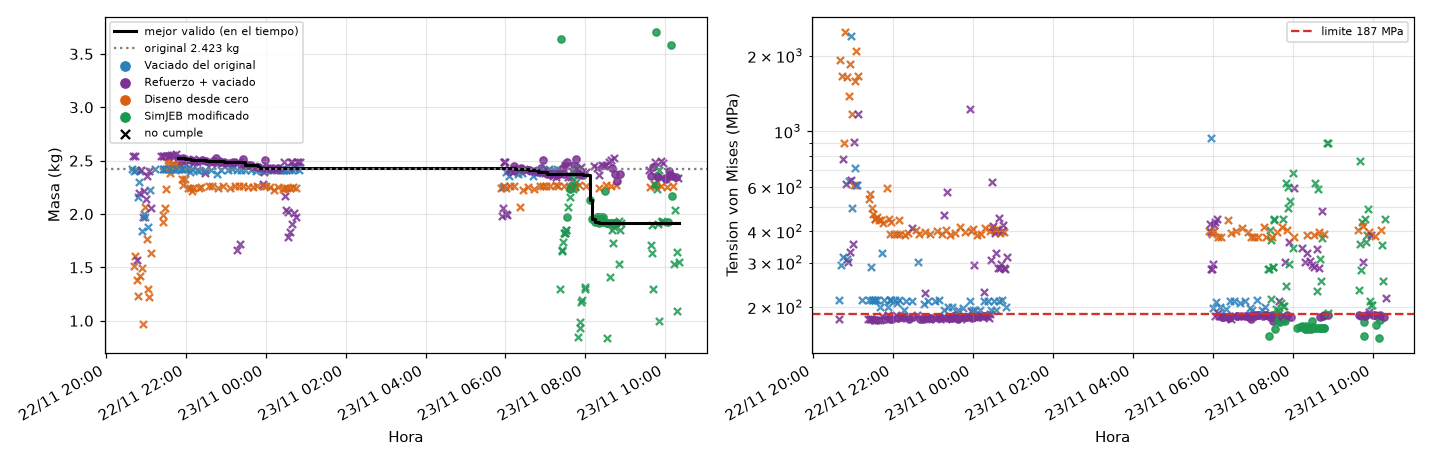 Masa (kg)
3.5
3.0
2.5
2.0
1.5
1.0
mejor valido (en el tiempo)
original 2.423 kg
Vaciado del original
Refuerzo + vaciado
Diseno desde cero
SimJEB modificado
no cumple
22/11 20:00
22/11 22:00
23/11 00:00
23/11 02:00
23/11 04:00
23/11 06:00
23/11 08:00
23/11 10:00
Hora
Tension von Mises (MPa)
2 × 10³
10³
6 × 10²
4 × 10²
3 × 10²
2 × 10²
limite 187 MPa
22/11 20:00
22/11 22:00
23/11 00:00
23/11 02:00
23/11 04:00
23/11 06:00
23/11 08:00
23/11 10:00
Hora